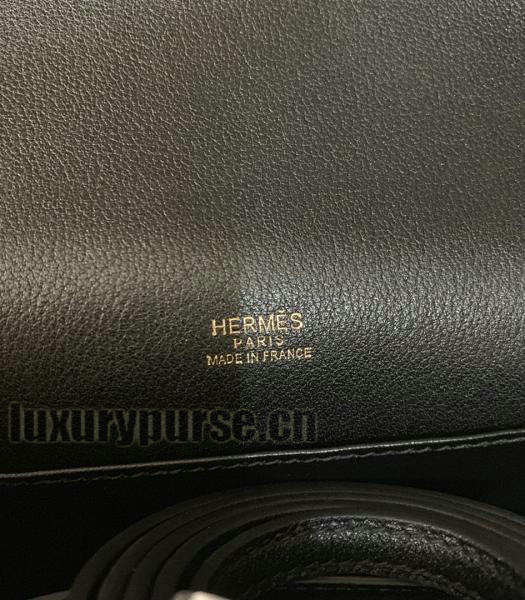 HERMÈS
PARIS
MADE IN FRANCE
luxurypurse.cn